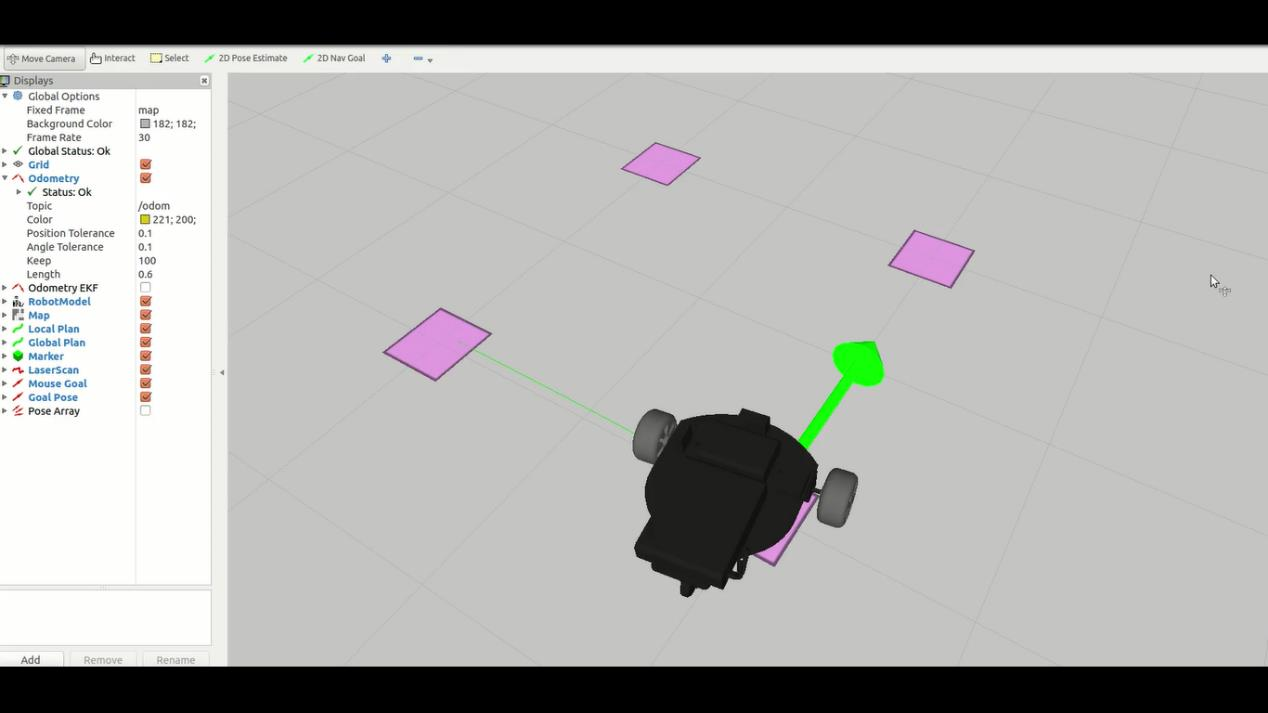 Move Camera Interact Select 2D Pose Estimate 2D Nav Goal
Displays
Global Options
Fixed Frame map
Background Color 182; 182;
Frame Rate 30
Global Status: Ok
Grid
Odometry
Status: Ok
Topic /odom
Color 221; 200;
Position Tolerance 0.1
Angle Tolerance 0.1
Keep 100
Length 0.6
Odometry EKF
RobotModel
Map
Local Plan
Global Plan
Marker
LaserScan
Mouse Goal
Goal Pose
Pose Array
Add Remove Rename